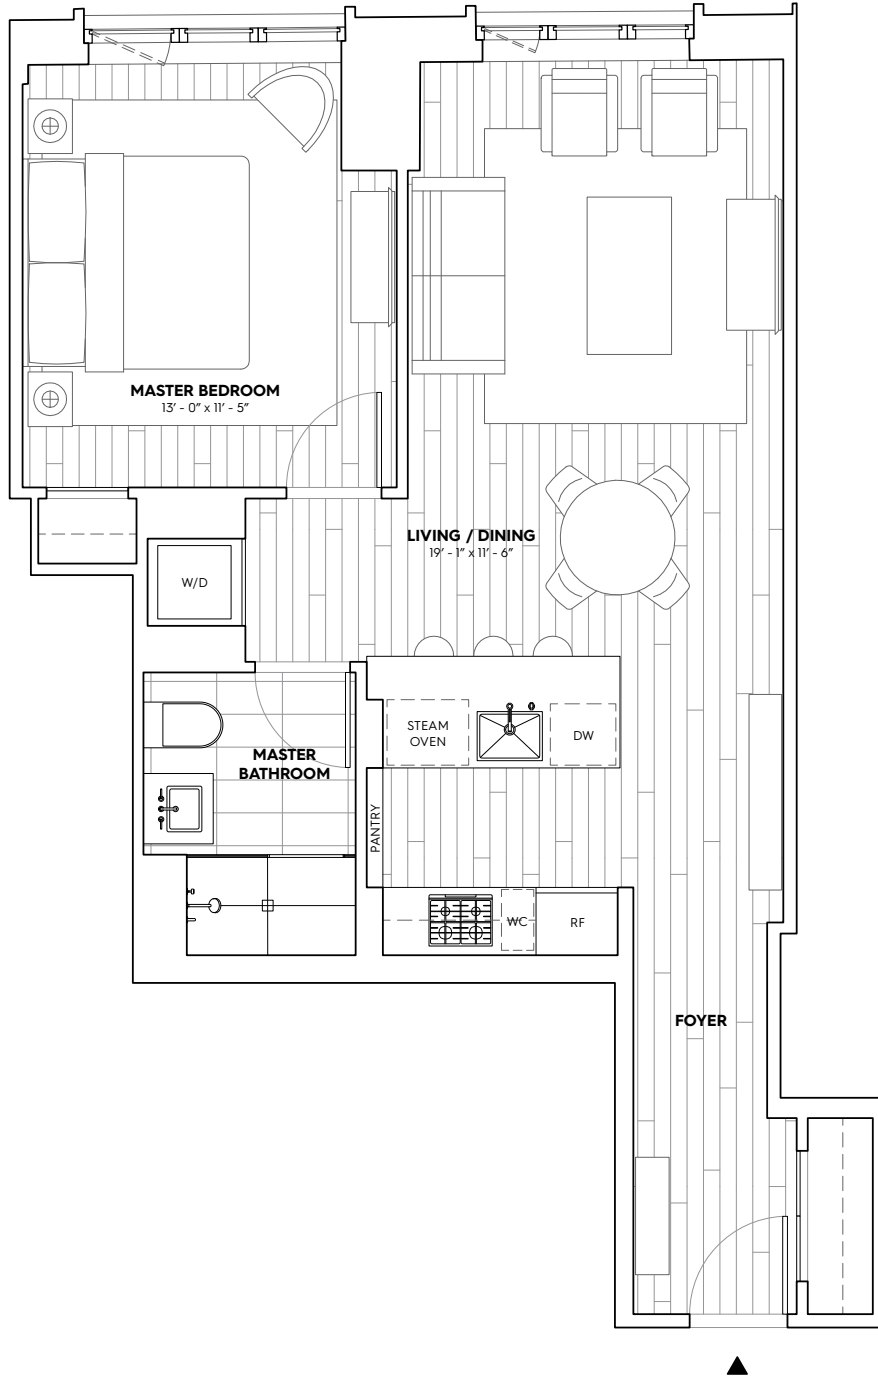 MASTER BEDROOM
13' - 0" x 11' - 5"
LIVING / DINING
19' - 1" x 11' - 6"
W/D
STEAM
OVEN
DW
MASTER
BATHROOM
PANTRY
WC
RF
FOYER